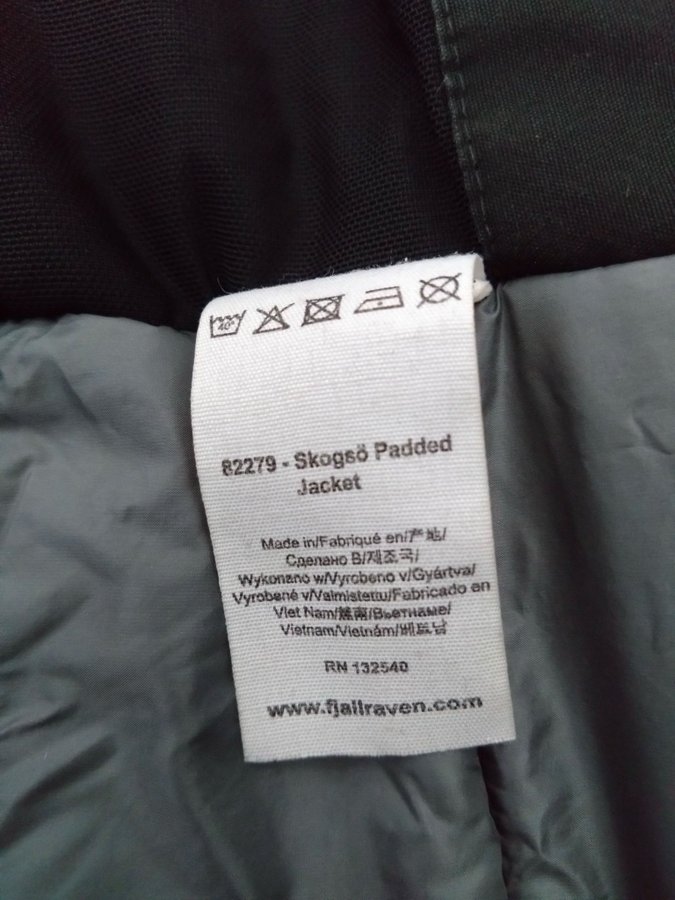 40°
82279 - Skogsö Padded
Jacket
Made in/Fabriqué en/产地/
Сделано В/제조국/
Wykonano w/Vyrobeno v/Gyártva/
Vyrobené v/Valmistettu/Fabricado en
Viet Nam/越南/Вьетнаме/
Vietnam/Vietnám/베트남
RN 132540
www.fjallraven.com